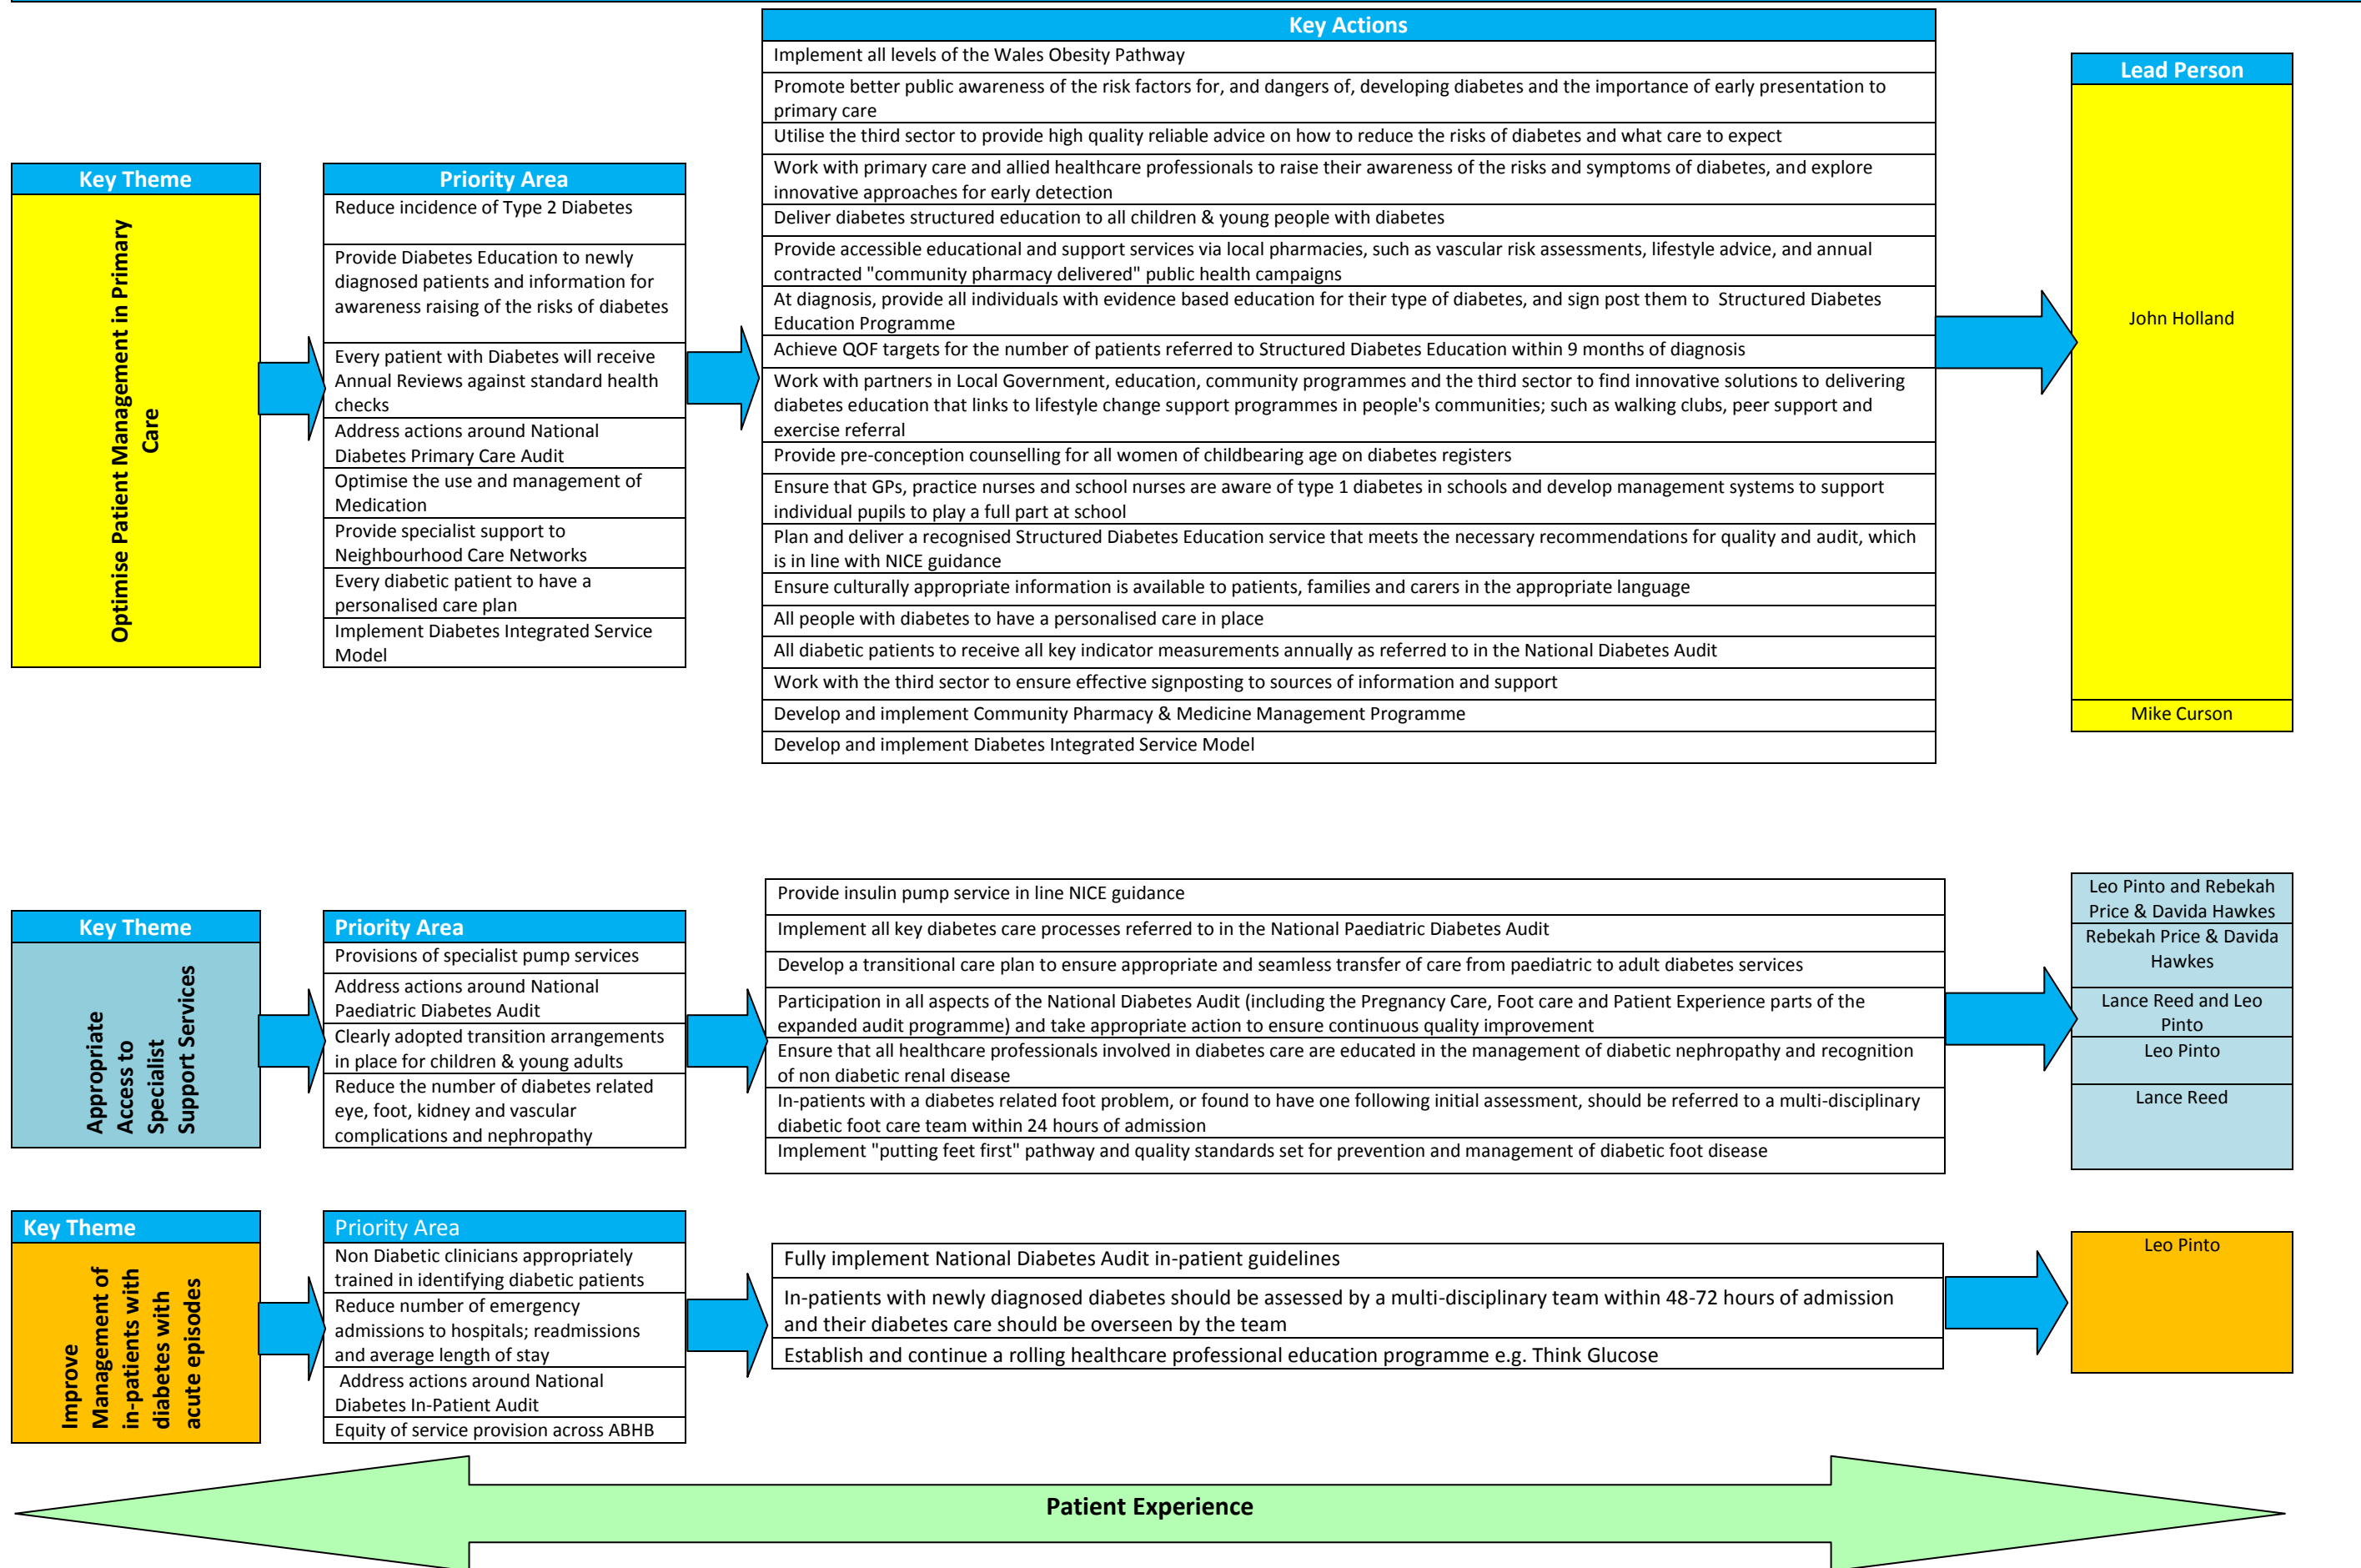 Key Theme
Optimise Patient Management in Primary
Care
Priority Area
Reduce incidence of Type 2 Diabetes
Provide Diabetes Education to newly
diagnosed patients and information for
awareness raising of the risks of diabetes
Every patient with Diabetes will receive
Annual Reviews against standard health
checks
Address actions around National
Diabetes Primary Care Audit
Optimise the use and management of
Medication
Provide specialist support to
Neighbourhood Care Networks
Every diabetic patient to have a
personalised care plan
Implement Diabetes Integrated Service
Model
Key Actions
Implement all levels of the Wales Obesity Pathway
Promote better public awareness of the risk factors for, and dangers of, developing diabetes and the importance of early presentation to
primary care
Utilise the third sector to provide high quality reliable advice on how to reduce the risks of diabetes and what care to expect
Work with primary care and allied healthcare professionals to raise their awareness of the risks and symptoms of diabetes, and explore
innovative approaches for early detection
Deliver diabetes structured education to all children & young people with diabetes
Provide accessible educational and support services via local pharmacies, such as vascular risk assessments, lifestyle advice, and annual
contracted "community pharmacy delivered" public health campaigns
At diagnosis, provide all individuals with evidence based education for their type of diabetes, and sign post them to Structured Diabetes
Education Programme
Achieve QOF targets for the number of patients referred to Structured Diabetes Education within 9 months of diagnosis
Work with partners in Local Government, education, community programmes and the third sector to find innovative solutions to delivering
diabetes education that links to lifestyle change support programmes in people's communities; such as walking clubs, peer support and
exercise referral
Provide pre-conception counselling for all women of childbearing age on diabetes registers
Ensure that GPs, practice nurses and school nurses are aware of type 1 diabetes in schools and develop management systems to support
individual pupils to play a full part at school
Plan and deliver a recognised Structured Diabetes Education service that meets the necessary recommendations for quality and audit, which
is in line with NICE guidance
Ensure culturally appropriate information is available to patients, families and carers in the appropriate language
All people with diabetes to have a personalised care in place
All diabetic patients to receive all key indicator measurements annually as referred to in the National Diabetes Audit
Work with the third sector to ensure effective signposting to sources of information and support
Develop and implement Community Pharmacy & Medicine Management Programme
Develop and implement Diabetes Integrated Service Model
Lead Person
John Holland
Mike Curson
Key Theme
Appropriate
Access to
Specialist
Support Services
Priority Area
Provisions of specialist pump services
Address actions around National
Paediatric Diabetes Audit
Clearly adopted transition arrangements
in place for children & young adults
Reduce the number of diabetes related
eye, foot, kidney and vascular
complications and nephropathy
Provide insulin pump service in line NICE guidance
Implement all key diabetes care processes referred to in the National Paediatric Diabetes Audit
Develop a transitional care plan to ensure appropriate and seamless transfer of care from paediatric to adult diabetes services
Participation in all aspects of the National Diabetes Audit (including the Pregnancy Care, Foot care and Patient Experience parts of the
expanded audit programme) and take appropriate action to ensure continuous quality improvement
Ensure that all healthcare professionals involved in diabetes care are educated in the management of diabetic nephropathy and recognition
of non diabetic renal disease
In-patients with a diabetes related foot problem, or found to have one following initial assessment, should be referred to a multi-disciplinary
diabetic foot care team within 24 hours of admission
Implement "putting feet first" pathway and quality standards set for prevention and management of diabetic foot disease
Leo Pinto and Rebekah
Price & Davida Hawkes
Rebekah Price & Davida
Hawkes
Lance Reed and Leo
Pinto
Leo Pinto
Lance Reed
Key Theme
Improve
Management of
in-patients with
diabetes with
acute episodes
Priority Area
Non Diabetic clinicians appropriately
trained in identifying diabetic patients
Reduce number of emergency
admissions to hospitals; readmissions
and average length of stay
Address actions around National
Diabetes In-Patient Audit
Equity of service provision across ABHB
Fully implement National Diabetes Audit in-patient guidelines
In-patients with newly diagnosed diabetes should be assessed by a multi-disciplinary team within 48-72 hours of admission
and their diabetes care should be overseen by the team
Establish and continue a rolling healthcare professional education programme e.g. Think Glucose
Leo Pinto
Patient Experience